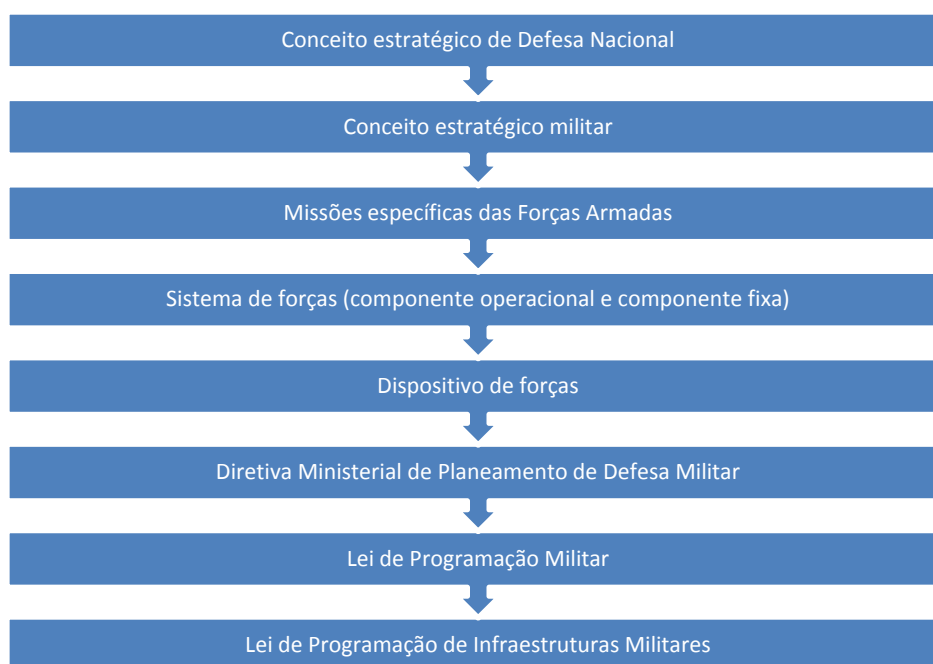 Conceito estratégico de Defesa Nacional
Conceito estratégico militar
Missões específicas das Forças Armadas
Sistema de forças (componente operacional e componente fixa)
Dispositivo de forças
Diretiva Ministerial de Planeamento de Defesa Militar
Lei de Programação Militar
Lei de Programação de Infraestruturas Militares